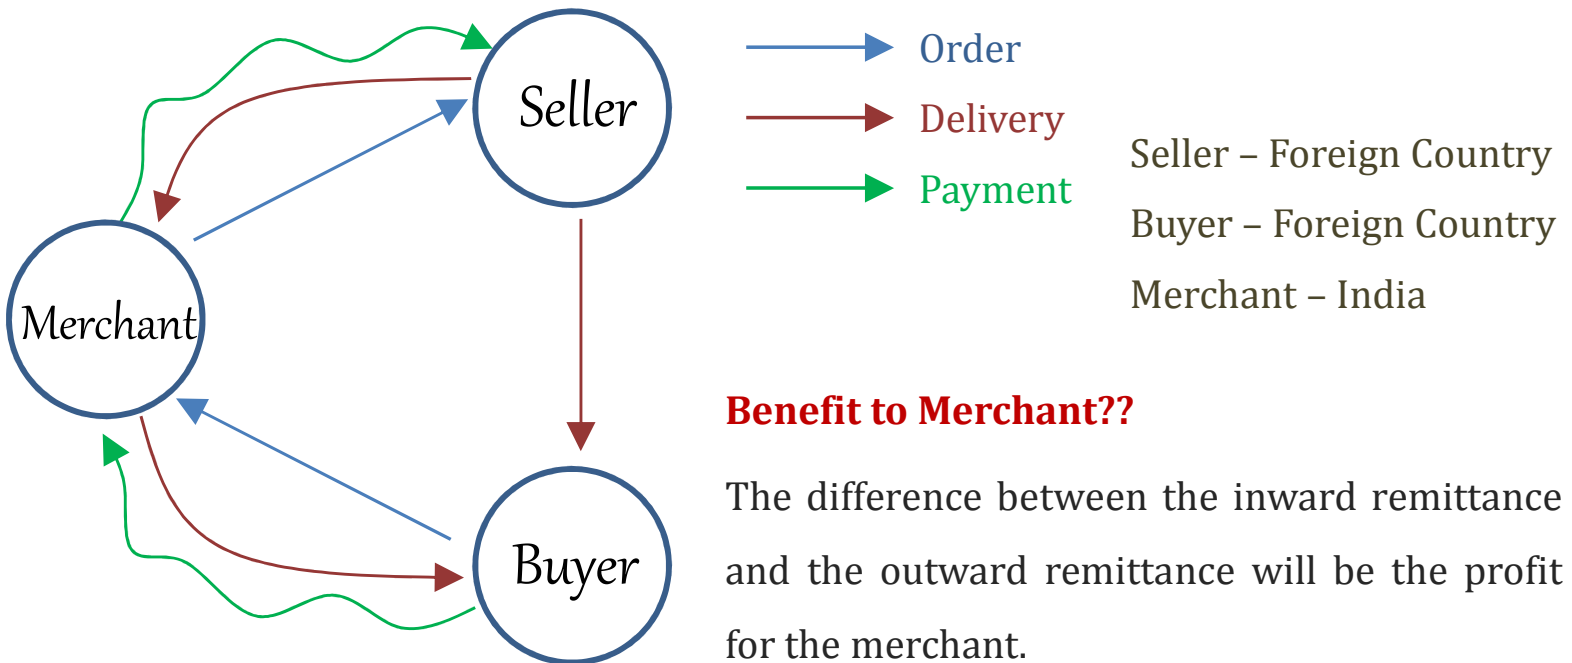 Seller
Merchant
Buyer
Order
Delivery
Payment
Seller – Foreign Country
Buyer – Foreign Country
Merchant – India
Benefit to Merchant??
The difference between the inward remittance
and the outward remittance will be the profit
for the merchant.